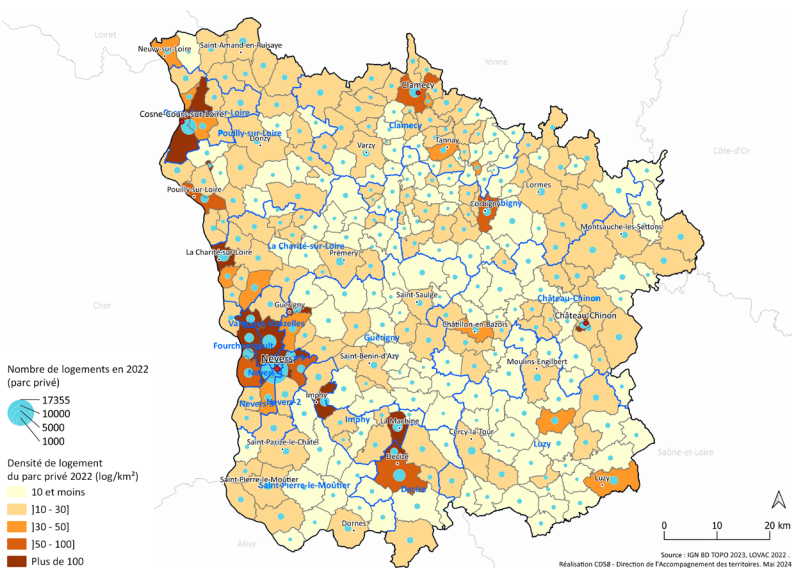 Loiret
Yonne
Côte-d'Or
Cher
Allier
Saône-et-Loire
Neuvy-sur-Loire
Saint-Amand-en-Puisaye
Clamecy
Cosne-Cours-sur-Loire
Pouilly-sur-Loire
Donzy
Clamecy
Varzy
Tannay
Pouilly-sur-Loire
Lormes
Corbigny
Montsauche-les-Settons
La Charité-sur-Loire
La Charité-sur-Loire
Prémery
Saint-Saulge
Château-Chinon
Guérigny
Château-Chinon
Châtillon-en-Bazois
Guérigny
Fourchambault
Saint-Benin-d'Azy
Moulins-Engilbert
Nevers
Nevers-2
Imphy
Imphy
La Machine
Cercy-la-Tour
Luzy
Saint-Parize-le-Châtel
Decize
Saint-Pierre-le-Moûtier
Saint-Pierre-le-Moûtier
Luzy
Dornes
Nombre de logements en 2022
(parc privé)
17355
10000
5000
1000
Densité de logement
du parc privé 2022 (log/km²)
10 et moins
]10 - 30]
]30 - 50]
]50 - 100]
Plus de 100
0 10 20 km
Source : IGN BD TOPO 2023, LOVAC 2022 .
Réalisation CD58 - Direction de l'Accompagnement des territoires. Mai 2024